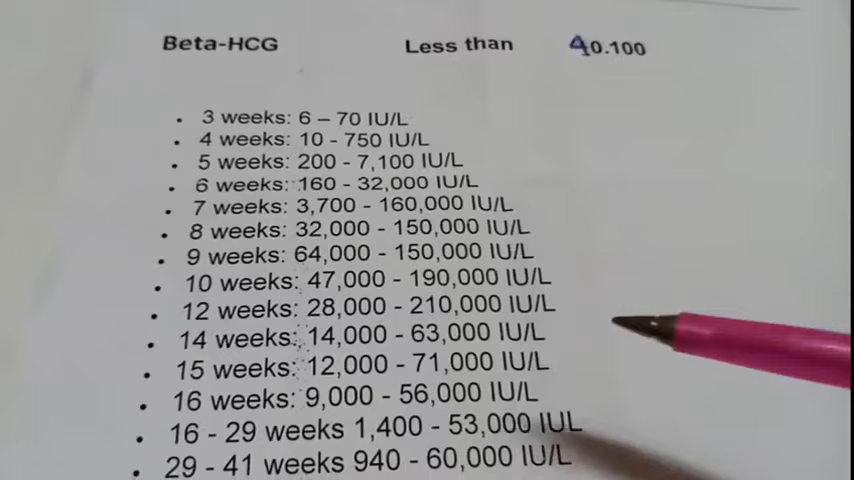 Beta-HCG Less than 40.100
• 3 weeks: 6 – 70 IU/L
• 4 weeks: 10 - 750 IU/L
• 5 weeks: 200 - 7,100 IU/L
• 6 weeks: 160 - 32,000 IU/L
• 7 weeks: 3,700 - 160,000 IU/L
• 8 weeks: 32,000 - 150,000 IU/L
• 9 weeks: 64,000 - 150,000 IU/L
• 10 weeks: 47,000 - 190,000 IU/L
• 12 weeks: 28,000 - 210,000 IU/L
• 14 weeks: 14,000 - 63,000 IU/L
• 15 weeks: 12,000 - 71,000 IU/L
• 16 weeks: 9,000 - 56,000 IU/L
• 16 - 29 weeks 1,400 - 53,000 IUL
• 29 - 41 weeks 940 - 60,000 IU/L